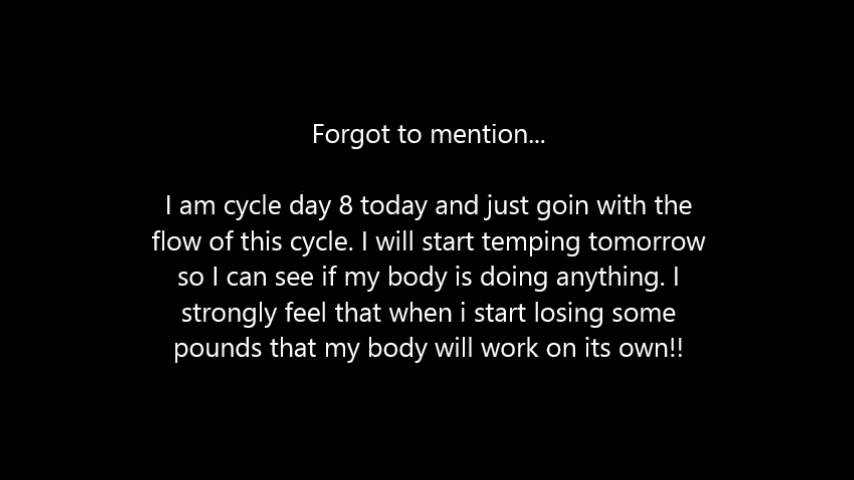 Forgot to mention...
I am cycle day 8 today and just goin with the
flow of this cycle. I will start temping tomorrow
so I can see if my body is doing anything. I
strongly feel that when i start losing some
pounds that my body will work on its own!!